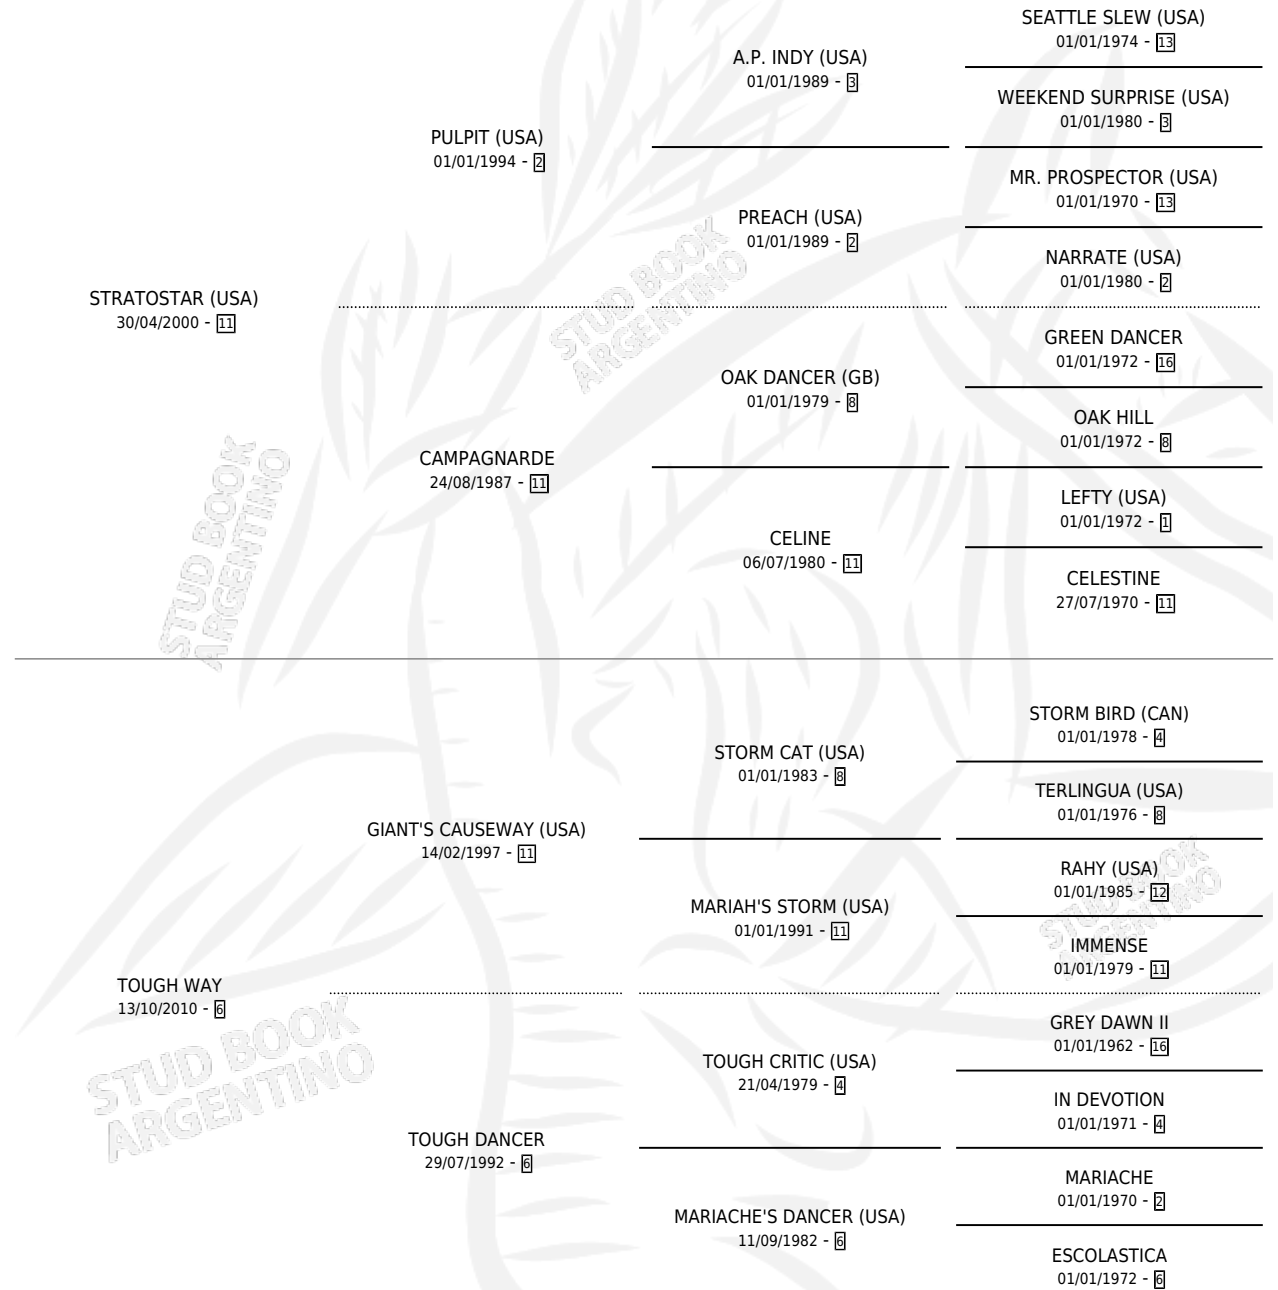 SEATTLE SLEW (USA)
01/01/1974 - 13
A.P. INDY (USA)
01/01/1989 - 3
WEEKEND SURPRISE (USA)
01/01/1980 - 3
PULPIT (USA)
01/01/1994 - 2
MR. PROSPECTOR (USA)
01/01/1970 - 13
PREACH (USA)
01/01/1989 - 2
NARRATE (USA)
01/01/1980 - 2
STRATOSTAR (USA)
30/04/2000 - 11
GREEN DANCER
01/01/1972 - 16
OAK DANCER (GB)
01/01/1979 - 8
OAK HILL
01/01/1972 - 8
CAMPAGNARDE
24/08/1987 - 11
LEFTY (USA)
01/01/1972 - 1
CELINE
06/07/1980 - 11
CELESTINE
27/07/1970 - 11
STORM BIRD (CAN)
01/01/1978 - 4
STORM CAT (USA)
01/01/1983 - 8
TERLINGUA (USA)
01/01/1976 - 8
GIANT'S CAUSEWAY (USA)
14/02/1997 - 11
RAHY (USA)
01/01/1985 - 12
MARIAH'S STORM (USA)
01/01/1991 - 11
IMMENSE
01/01/1979 - 11
TOUGH WAY
13/10/2010 - 6
GREY DAWN II
01/01/1962 - 16
TOUGH CRITIC (USA)
21/04/1979 - 4
IN DEVOTION
01/01/1971 - 4
TOUGH DANCER
29/07/1992 - 6
MARIACHE
01/01/1970 - 2
MARIACHE'S DANCER (USA)
11/09/1982 - 6
ESCOLASTICA
01/01/1972 - 6
STUD BOOK
ARGENTINO
STUD BOOK
ARGENTINO
STUD BOOK
ARGENTINO
STUD BOOK
ARGENTINO